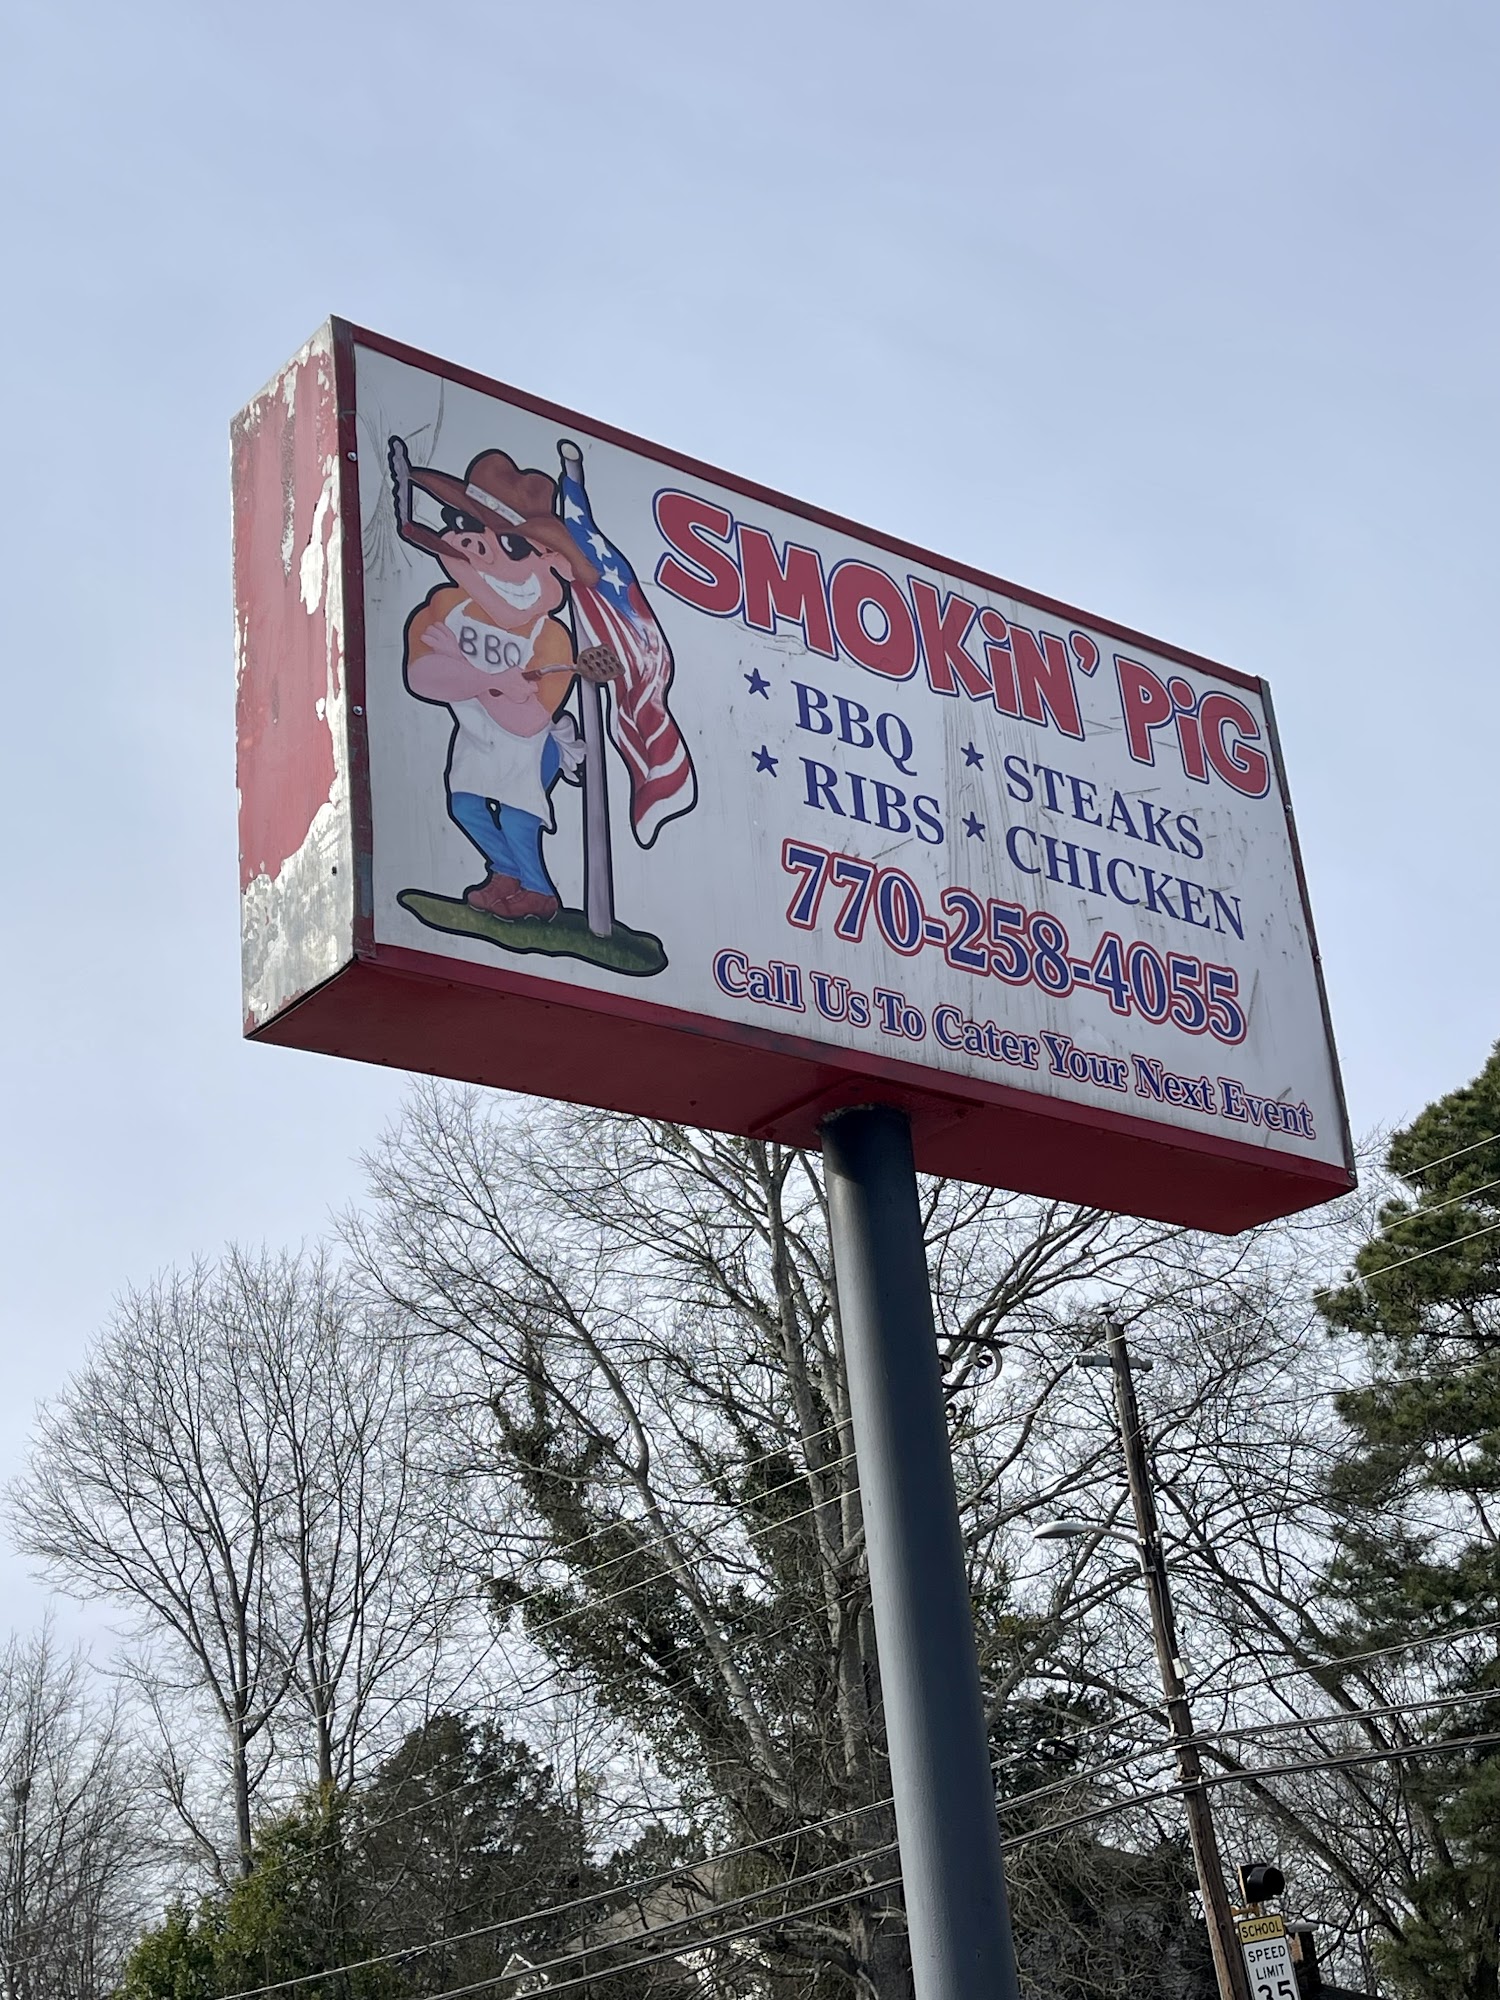 SMOKiN' PiG
BBQ
★ BBQ ★ STEAKS
★ RIBS ★ CHICKEN
770-258-4055
Call Us To Cater Your Next Event
SCHOOL
SPEED
LIMIT
35